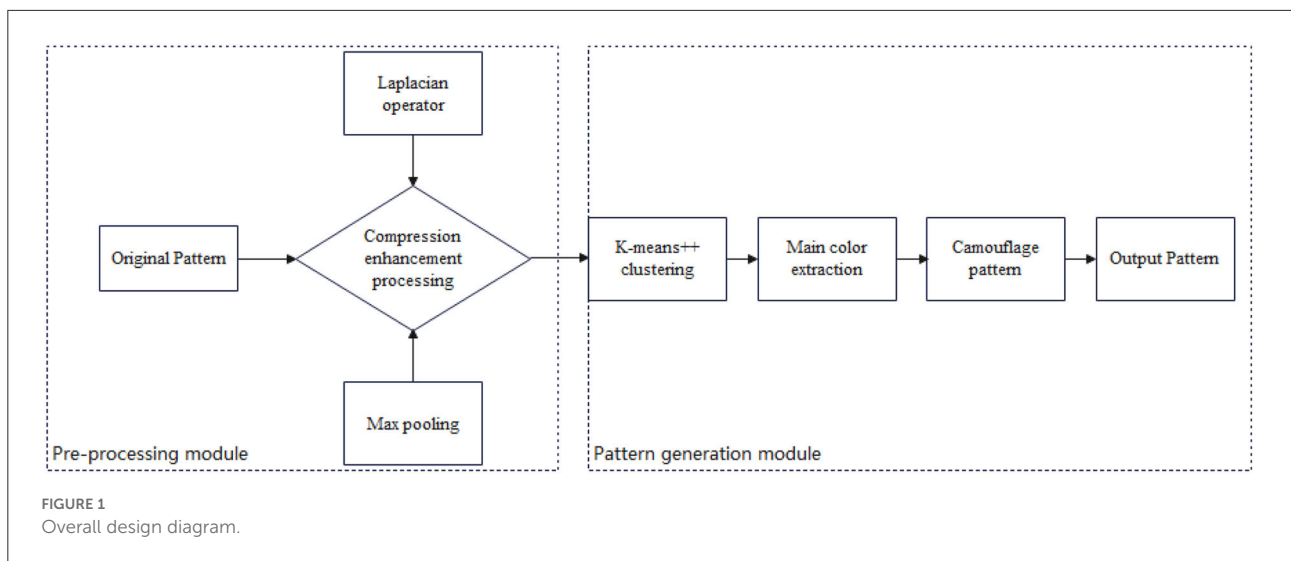 Laplacian
operator
Original Pattern
Compression
enhancement
processing
Max pooling
Pre-processing module
K-means++
clustering
Main color
extraction
Camouflage
pattern
Output Pattern
Pattern generation module
FIGURE 1
Overall design diagram.